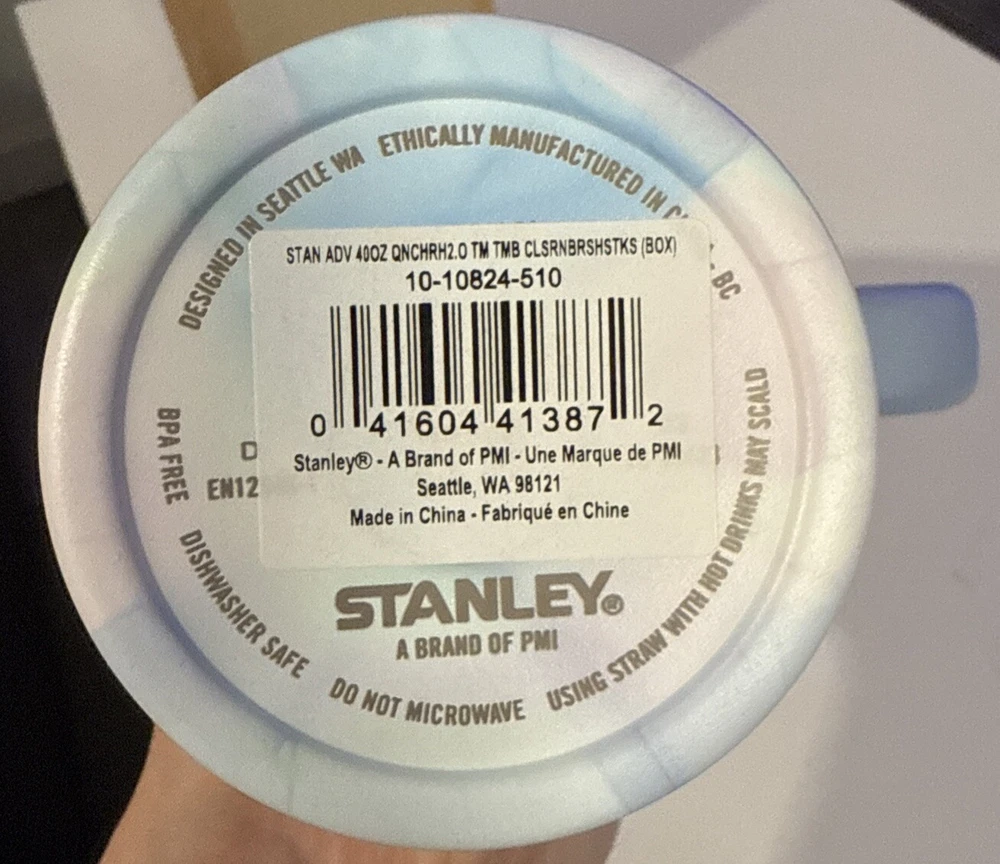 DESIGNED IN SEATTLE WA ETHICALLY MANUFACTURED IN
BC
STAN ADV 40OZ QNCHRH2.0 TM TMB CLSRNBRSHSTKS (BOX)
10-10824-510
0 41604 41387 2
Stanley® - A Brand of PMI - Une Marque de PMI
Seattle, WA 98121
Made in China - Fabriqué en Chine
D
EN12
STANLEY®
A BRAND OF PMI
BPA FREE DISHWASHER SAFE DO NOT MICROWAVE USING STRAW WITH HOT DRINKS MAY SCALD